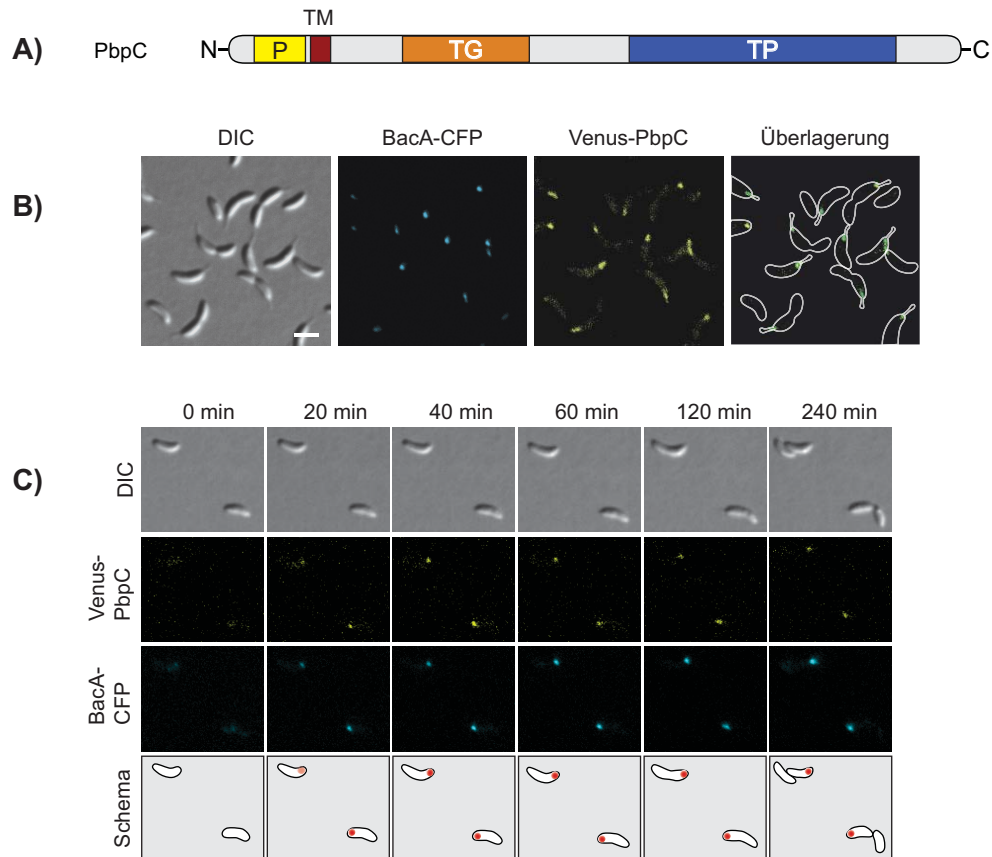 A)
PbpC
N
P
TM
TG
TP
C
B)
DIC
BacA-CFP
Venus-PbpC
Überlagerung
C)
0 min
20 min
40 min
60 min
120 min
240 min
DIC
Venus-
PbpC
BacA-
CFP
Schema